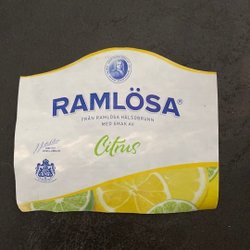 RAMLÖSA®
FRÅN RAMLÖSA HÄLSOBRUNN
MED SMAK AV
Citrus